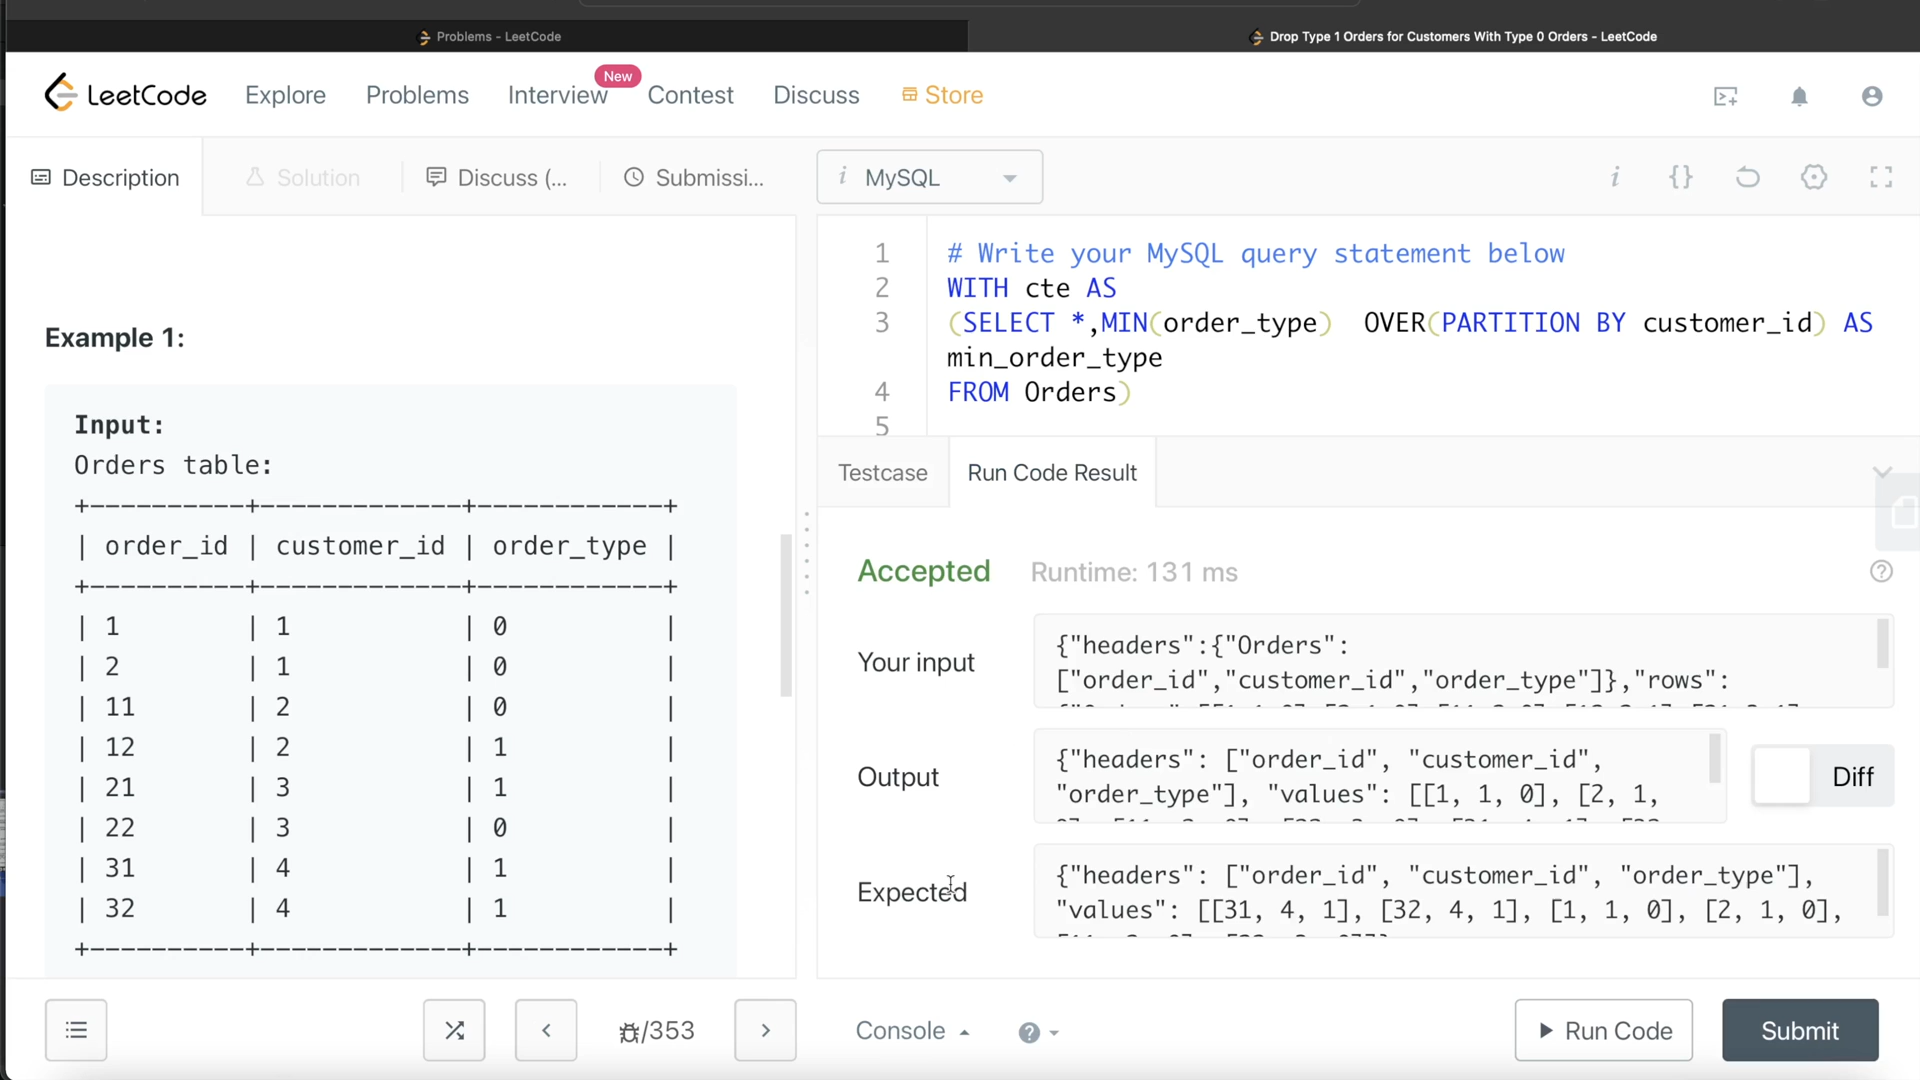 Problems - LeetCode
Drop Type 1 Orders for Customers With Type 0 Orders - LeetCode
LeetCode Explore Problems Interview New Contest Discuss Store
Description
Solution
Discuss (...
Submissi...
i MySQL
i {}
Example 1:
Input:
Orders table:
+----------+-------------+------------+
| order_id | customer_id | order_type |
+----------+-------------+------------+
| 1        | 1           | 0          |
| 2        | 1           | 0          |
| 11       | 2           | 0          |
| 12       | 2           | 1          |
| 21       | 3           | 1          |
| 22       | 3           | 0          |
| 31       | 4           | 1          |
| 32       | 4           | 1          |
+----------+-------------+------------+
1 # Write your MySQL query statement below
2 WITH cte AS
3 (SELECT *,MIN(order_type)  OVER(PARTITION BY customer_id) AS
min_order_type
4 FROM Orders)
5
Testcase
Run Code Result
Accepted Runtime: 131 ms
Your input
{"headers":{"Orders":
["order_id","customer_id","order_type"]},"rows":
Output
{"headers": ["order_id", "customer_id",
"order_type"], "values": [[1, 1, 0], [2, 1,
Diff
Expected
{"headers": ["order_id", "customer_id", "order_type"],
"values": [[31, 4, 1], [32, 4, 1], [1, 1, 0], [2, 1, 0],
/353
Console
Run Code
Submit